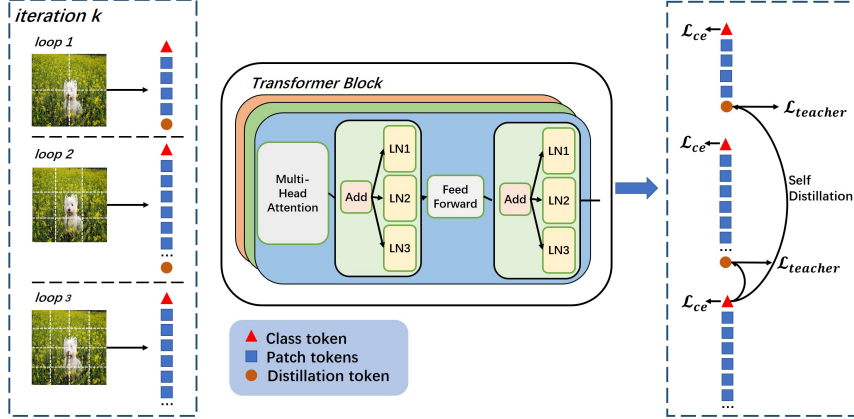 iteration k
loop 1
loop 2
...
loop 3
...
Transformer Block
Multi-
Head
Attention
Add
LN1
LN2
LN3
Feed
Forward
Add
LN1
LN2
LN3
Class token
Patch tokens
Distillation token
ℒce
ℒteacher
ℒce
Self
Distillation
...
ℒteacher
ℒce
...